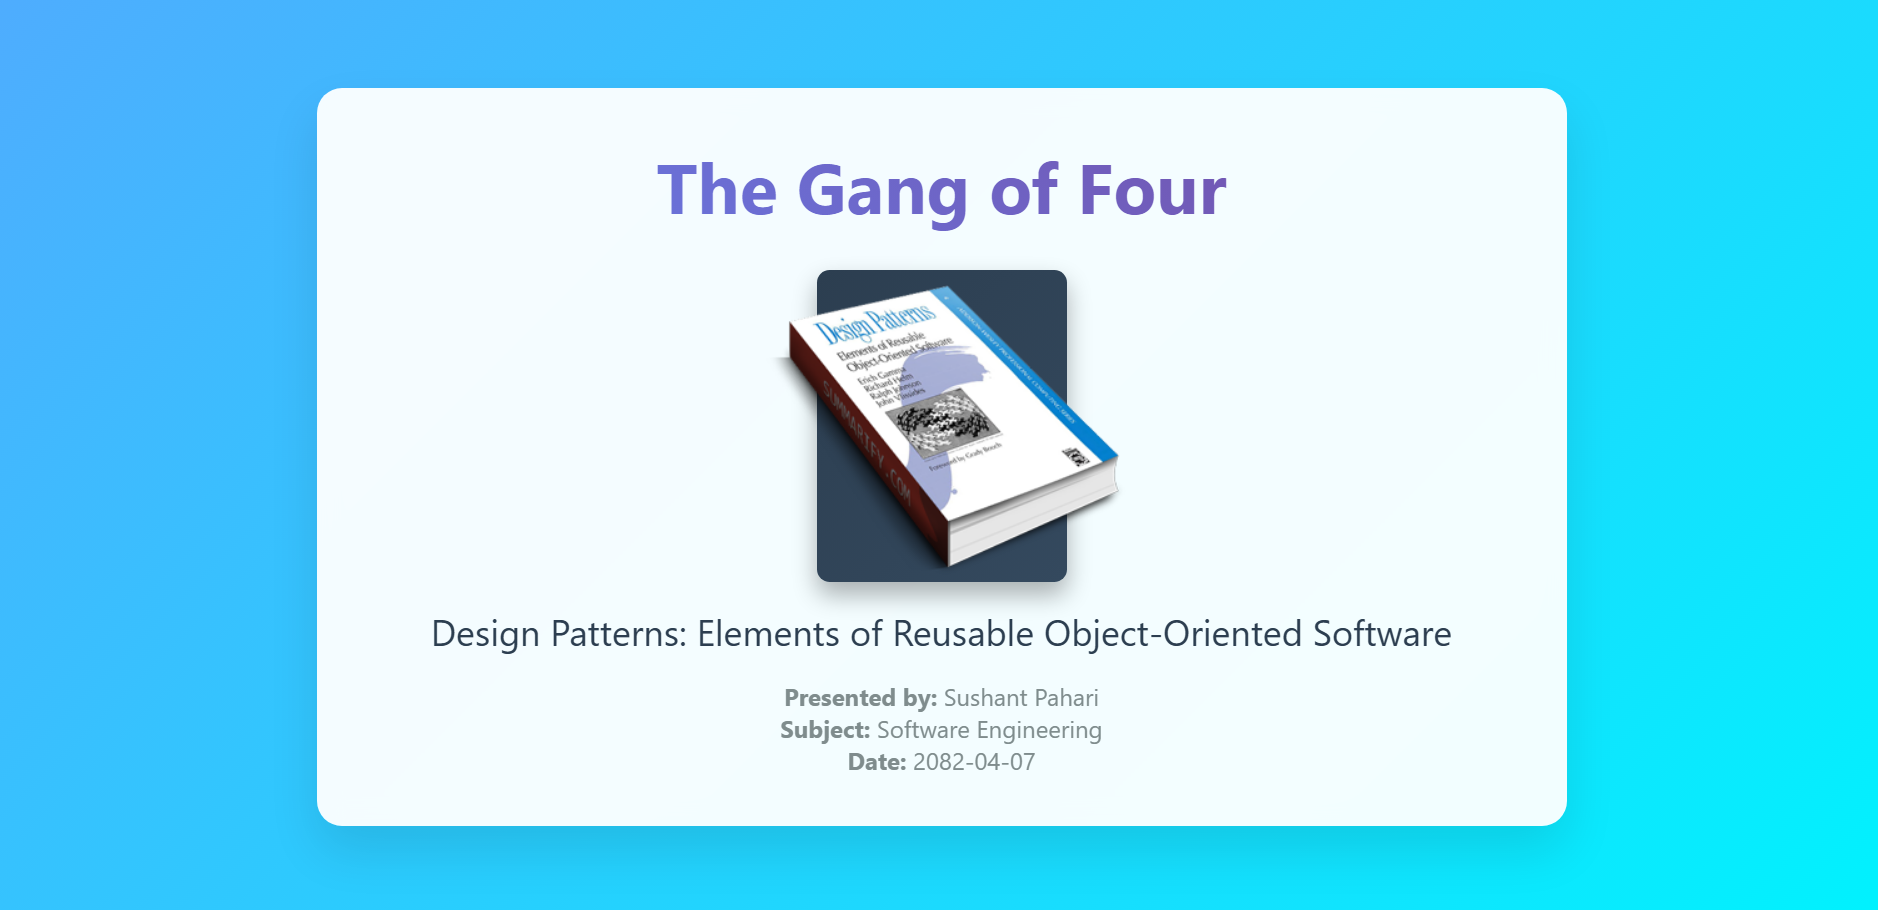 The Gang of Four
Design Patterns
Elements of Reusable
Object-Oriented Software
Erich Gamma
Richard Helm
Ralph Johnson
John Vlissides
Foreword by Grady Booch
SUMMARIFY.COM
Design Patterns: Elements of Reusable Object-Oriented Software
Presented by: Sushant Pahari
Subject: Software Engineering
Date: 2082-04-07